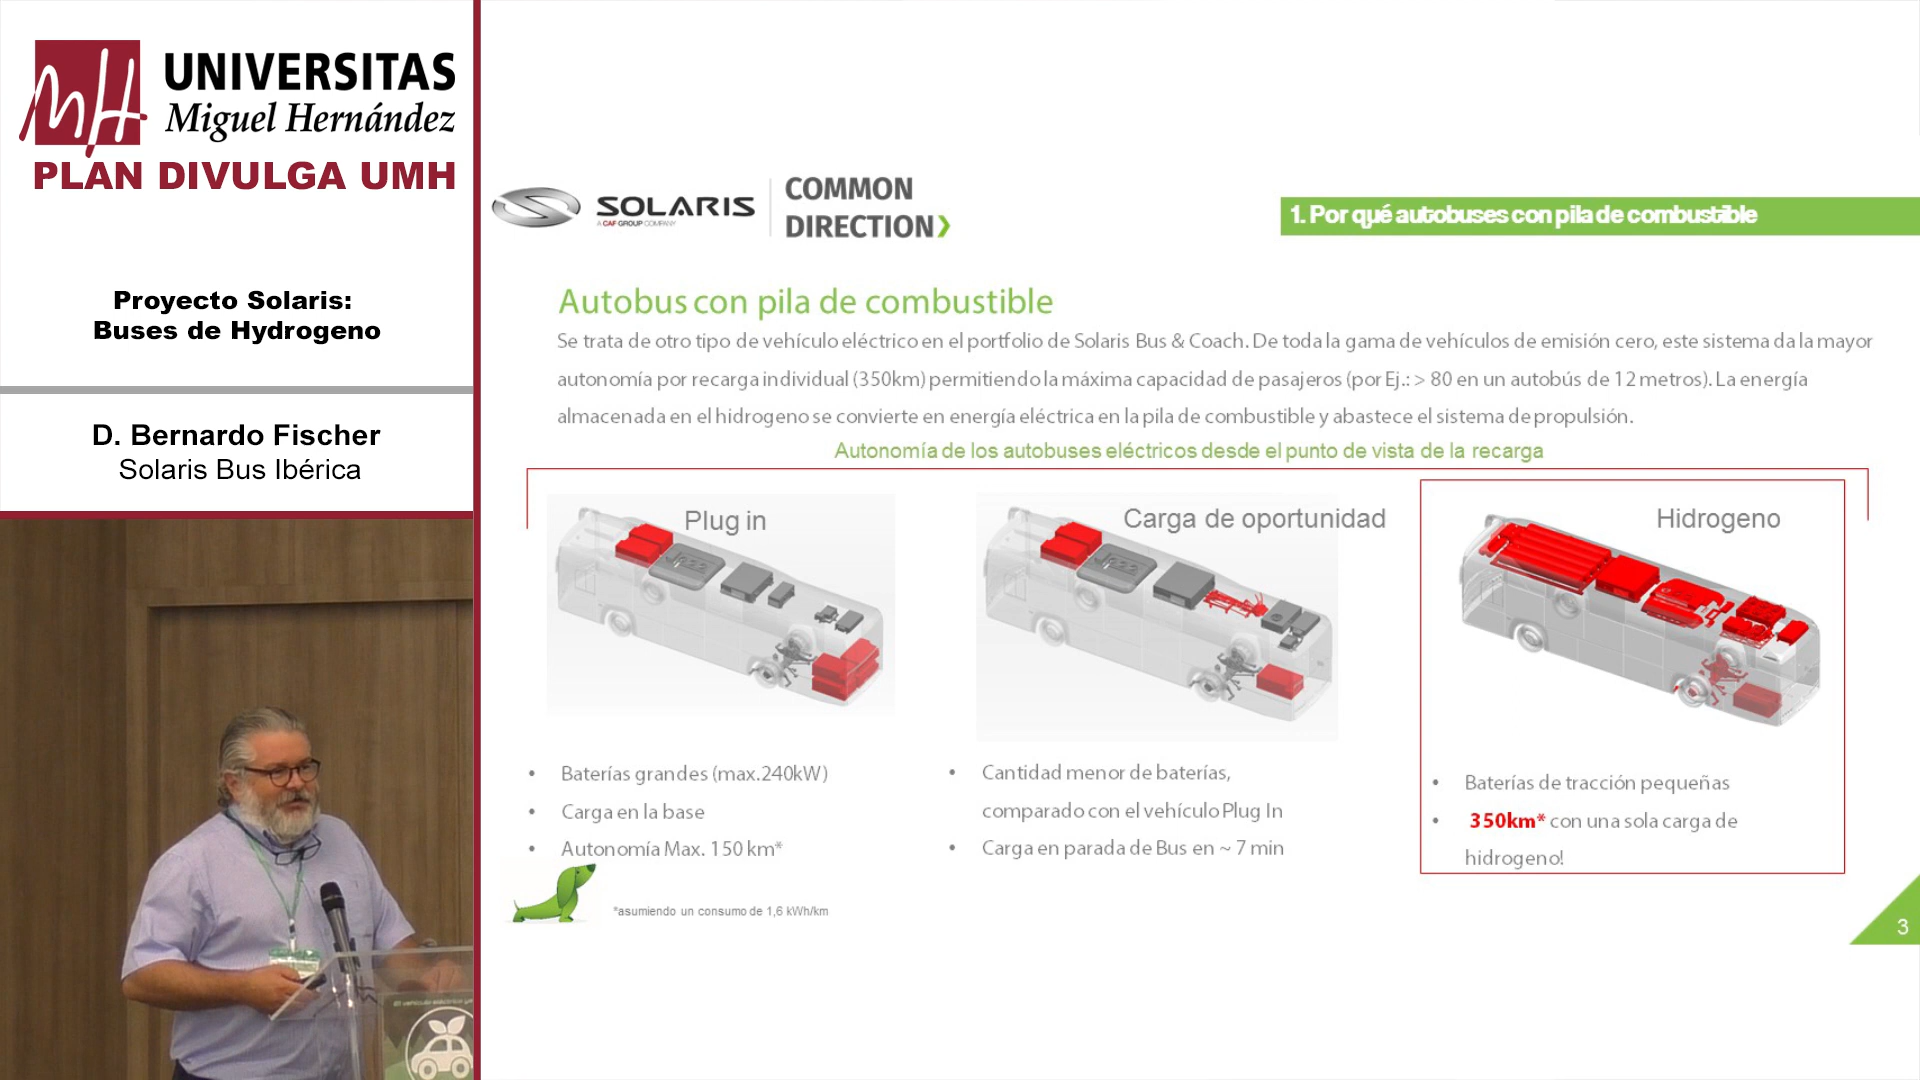 UNIVERSITAS
Miguel Hernández
PLAN DIVULGA UMH
Proyecto Solaris:
Buses de Hydrogeno
D. Bernardo Fischer
Solaris Bus Ibérica
SOLARIS
A CAF GROUP COMPANY
COMMON
DIRECTION
1. Por qué autobuses con pila de combustible
Autobus con pila de combustible
Se trata de otro tipo de vehículo eléctrico en el portfolio de Solaris Bus & Coach. De toda la gama de vehículos de emisión cero, este sistema da la mayor
autonomía por recarga individual (350km) permitiendo la máxima capacidad de pasajeros (por Ej.: > 80 en un autobús de 12 metros). La energía
almacenada en el hidrogeno se convierte en energía eléctrica en la pila de combustible y abastece el sistema de propulsión.
Autonomía de los autobuses eléctricos desde el punto de vista de la recarga
Plug in
• Baterías grandes (max.240kW)
• Carga en la base
• Autonomía Max. 150 km*
Carga de oportunidad
• Cantidad menor de baterías,
comparado con el vehículo Plug In
• Carga en parada de Bus en ~ 7 min
Hidrogeno
• Baterías de tracción pequeñas
• 350km* con una sola carga de
hidrogeno!
*asumiendo un consumo de 1,6 kWh/km
3